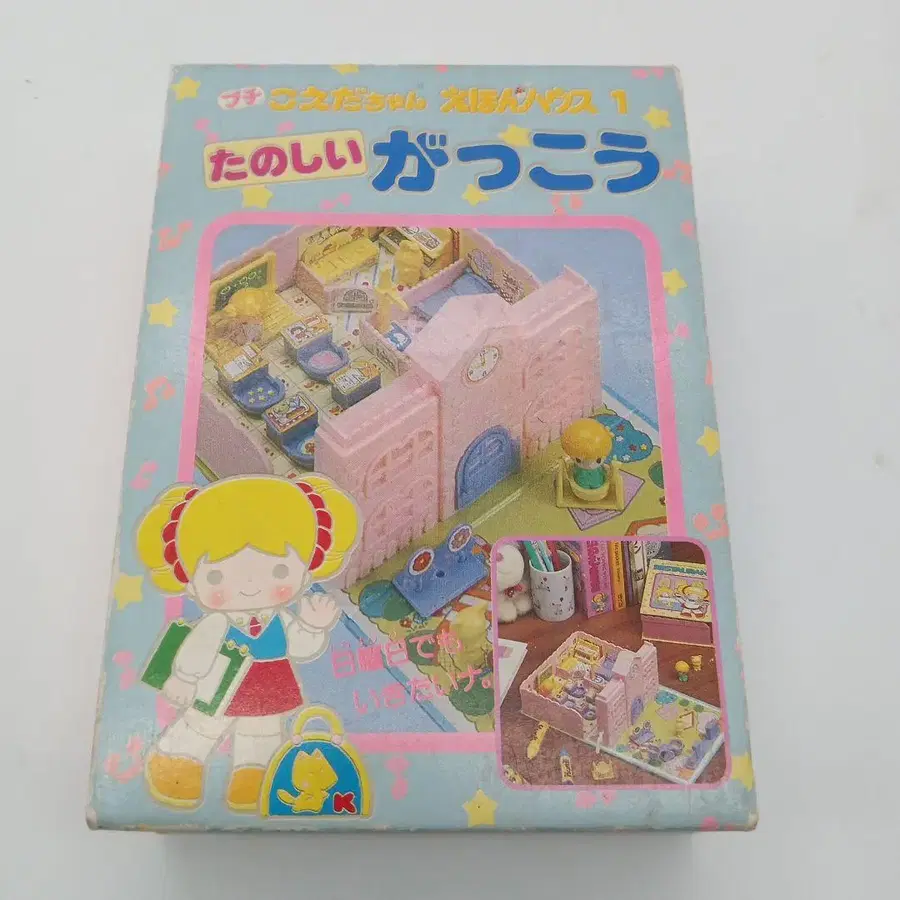 プチ こえだちゃん えほんハウス 1
たのしい がっこう
日曜日でも
いきたいナ。
K